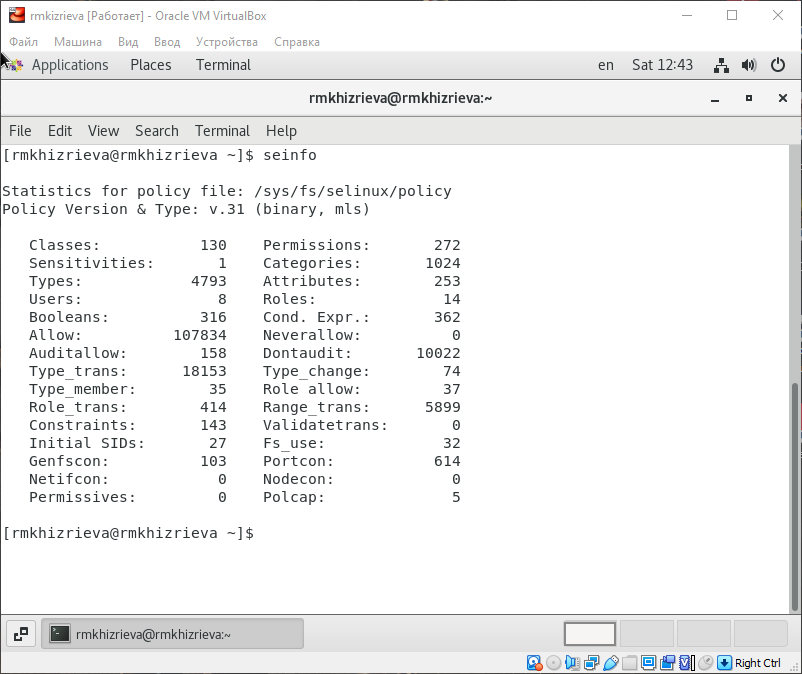 rmkizrieva [Работает] - Oracle VM VirtualBox
Файл Машина Вид Ввод Устройства Справка
Applications Places Terminal en Sat 12:43
rmkhizrieva@rmkhizrieva:~
File Edit View Search Terminal Help
[rmkhizrieva@rmkhizrieva ~]$ seinfo
Statistics for policy file: /sys/fs/selinux/policy
Policy Version & Type: v.31 (binary, mls)
Classes: 130 Permissions: 272
Sensitivities: 1 Categories: 1024
Types: 4793 Attributes: 253
Users: 8 Roles: 14
Booleans: 316 Cond. Expr.: 362
Allow: 107834 Neverallow: 0
Auditallow: 158 Dontaudit: 10022
Type_trans: 18153 Type_change: 74
Type_member: 35 Role allow: 37
Role_trans: 414 Range_trans: 5899
Constraints: 143 Validatetrans: 0
Initial SIDs: 27 Fs_use: 32
Genfscon: 103 Portcon: 614
Netifcon: 0 Nodecon: 0
Permissives: 0 Polcap: 5
[rmkhizrieva@rmkhizrieva ~]$
rmkhizrieva@rmkhizrieva:~
Right Ctrl